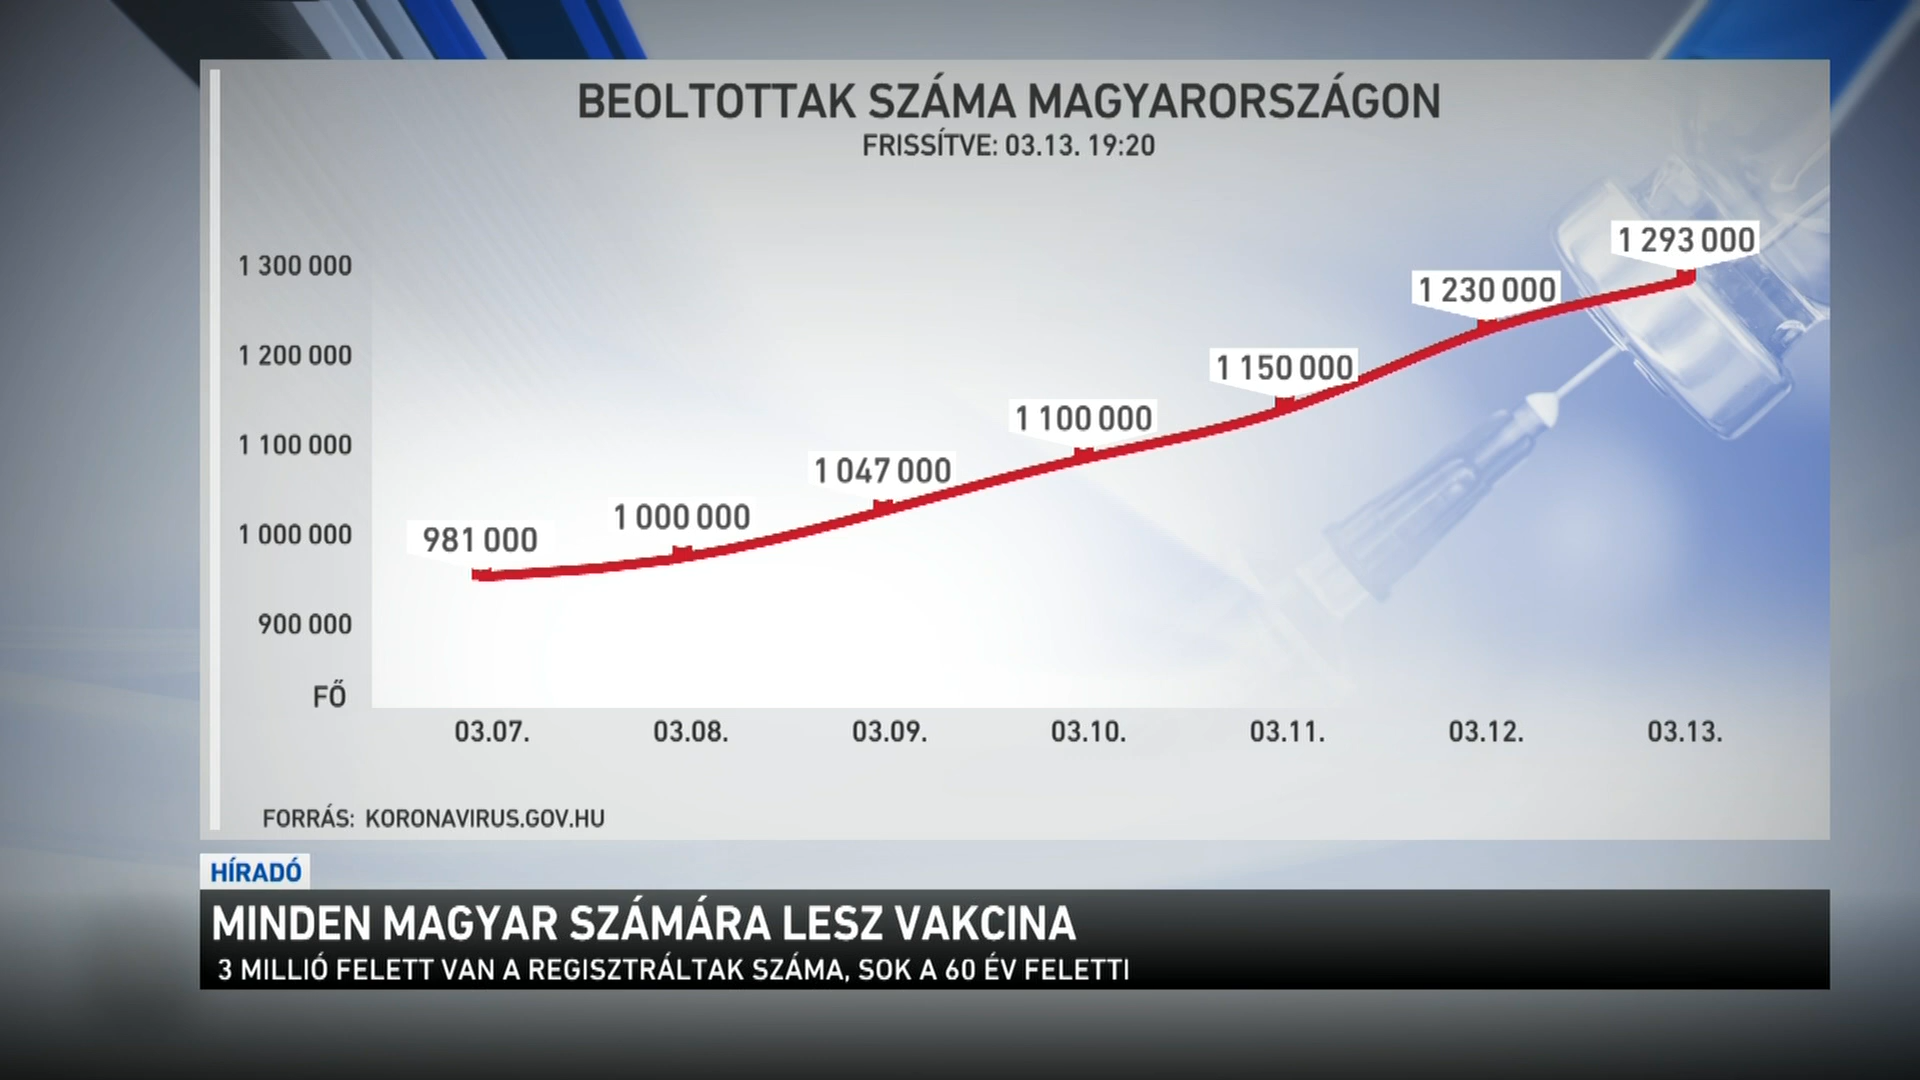 BEOLTOTTAK SZÁMA MAGYARORSZÁGON
FRISSÍTVE: 03.13. 19:20
1 300 000
1 200 000
1 100 000
1 000 000
900 000
FŐ
981 000
1 000 000
1 047 000
1 100 000
1 150 000
1 230 000
1 293 000
03.07. 03.08. 03.09. 03.10. 03.11. 03.12. 03.13.
FORRÁS: KORONAVIRUS.GOV.HU
HÍRADÓ
MINDEN MAGYAR SZÁMÁRA LESZ VAKCINA
3 MILLIÓ FELETT VAN A REGISZTRÁLTAK SZÁMA, SOK A 60 ÉV FELETTI